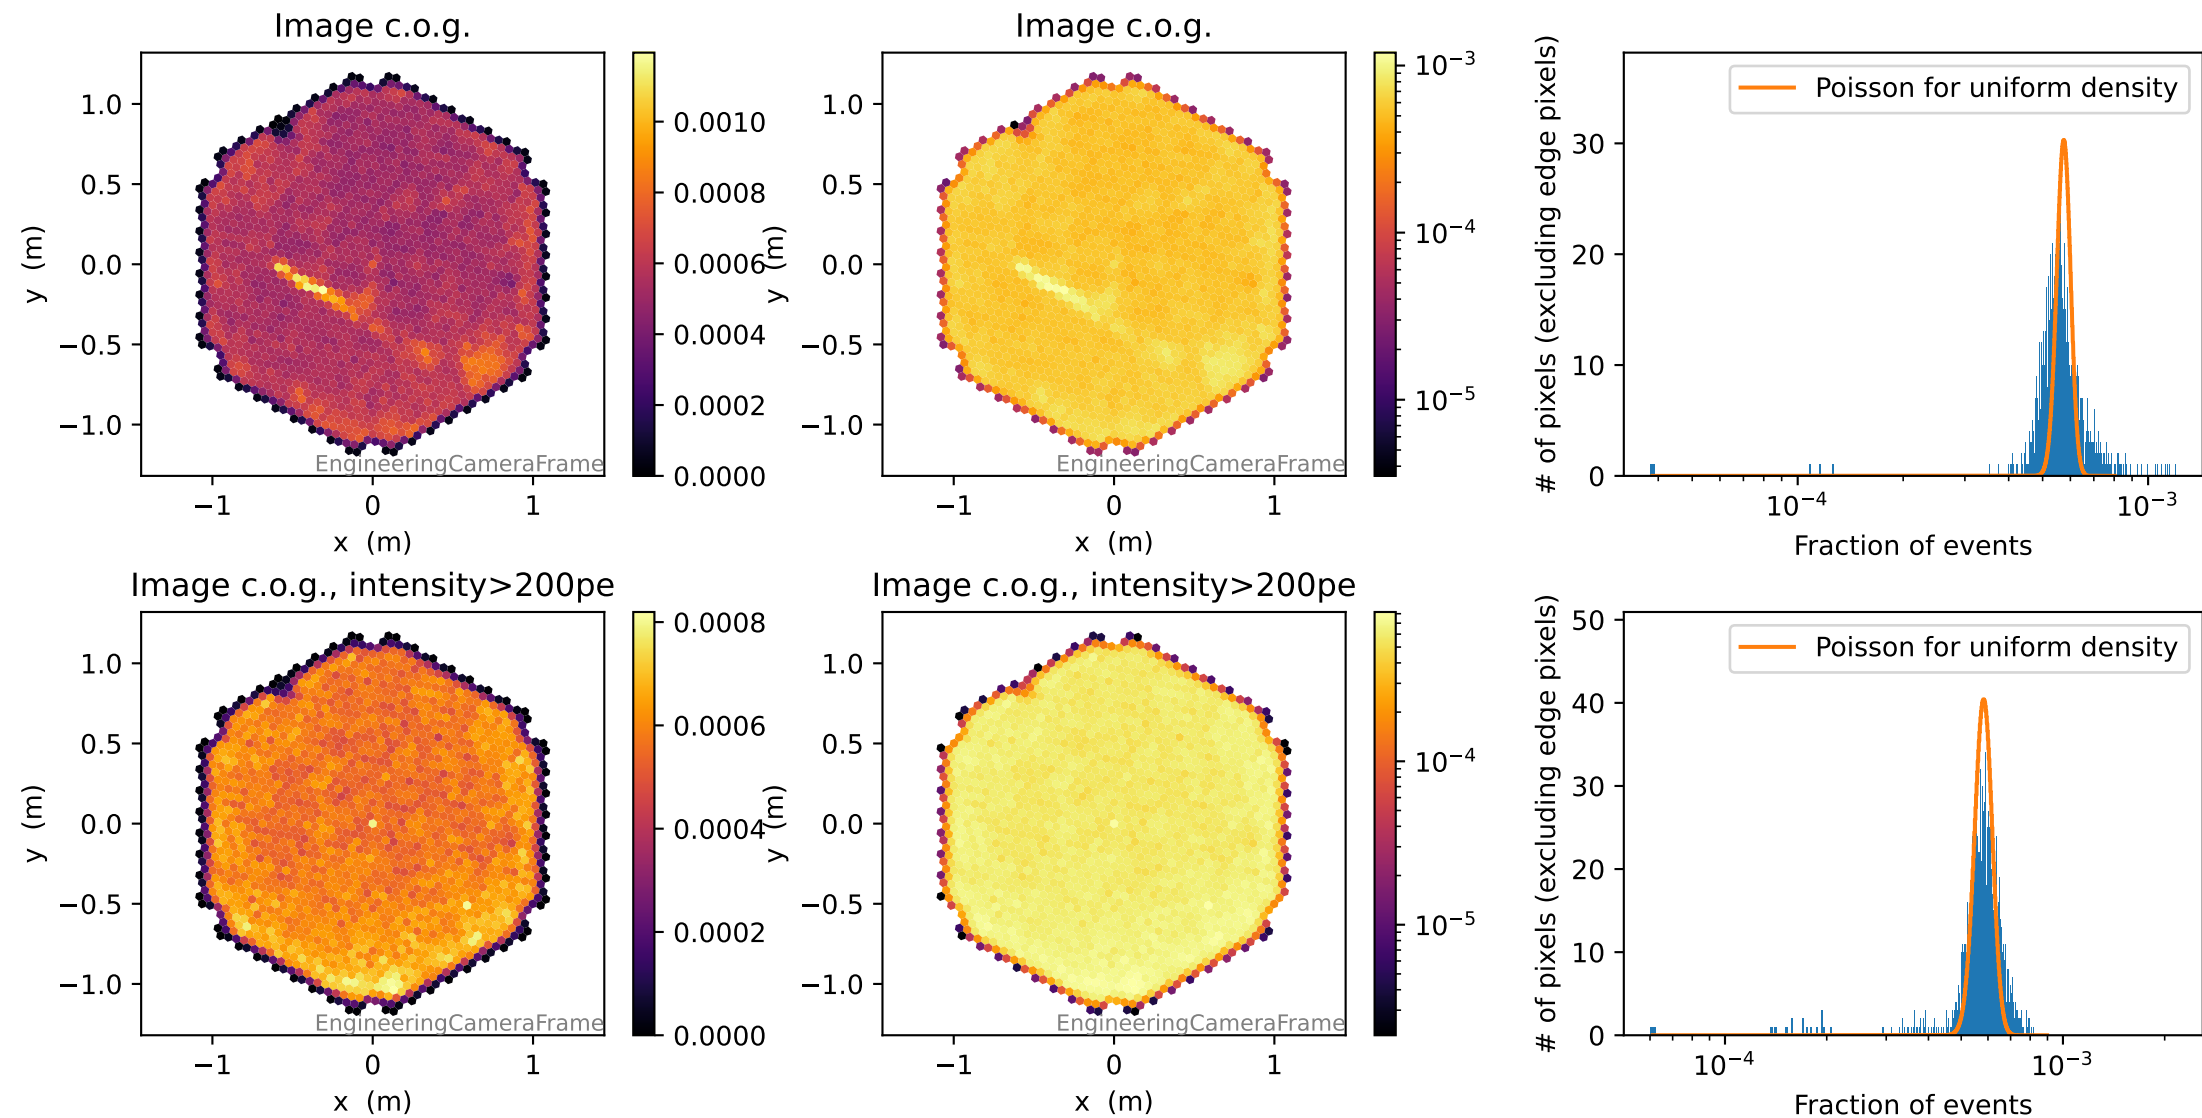 Image c.o.g.
1.0
0.5
0.0
−0.5
−1.0
y (m)
−1
0
1
x (m)
EngineeringCameraFrame
0.0010
0.0008
0.0006
0.0004
0.0002
0.0000
Image c.o.g.
1.0
0.5
0.0
−0.5
−1.0
y (m)
−1
0
1
x (m)
EngineeringCameraFrame
10⁻³
10⁻⁴
10⁻⁵
# of pixels (excluding edge pixels)
30
20
10
0
Poisson for uniform density
10⁻⁴
10⁻³
Fraction of events
Image c.o.g., intensity>200pe
1.0
0.5
0.0
−0.5
−1.0
y (m)
−1
0
1
x (m)
EngineeringCameraFrame
0.0008
0.0006
0.0004
0.0002
0.0000
Image c.o.g., intensity>200pe
1.0
0.5
0.0
−0.5
−1.0
y (m)
−1
0
1
x (m)
EngineeringCameraFrame
10⁻⁴
10⁻⁵
# of pixels (excluding edge pixels)
50
40
30
20
10
0
Poisson for uniform density
10⁻⁴
10⁻³
Fraction of events